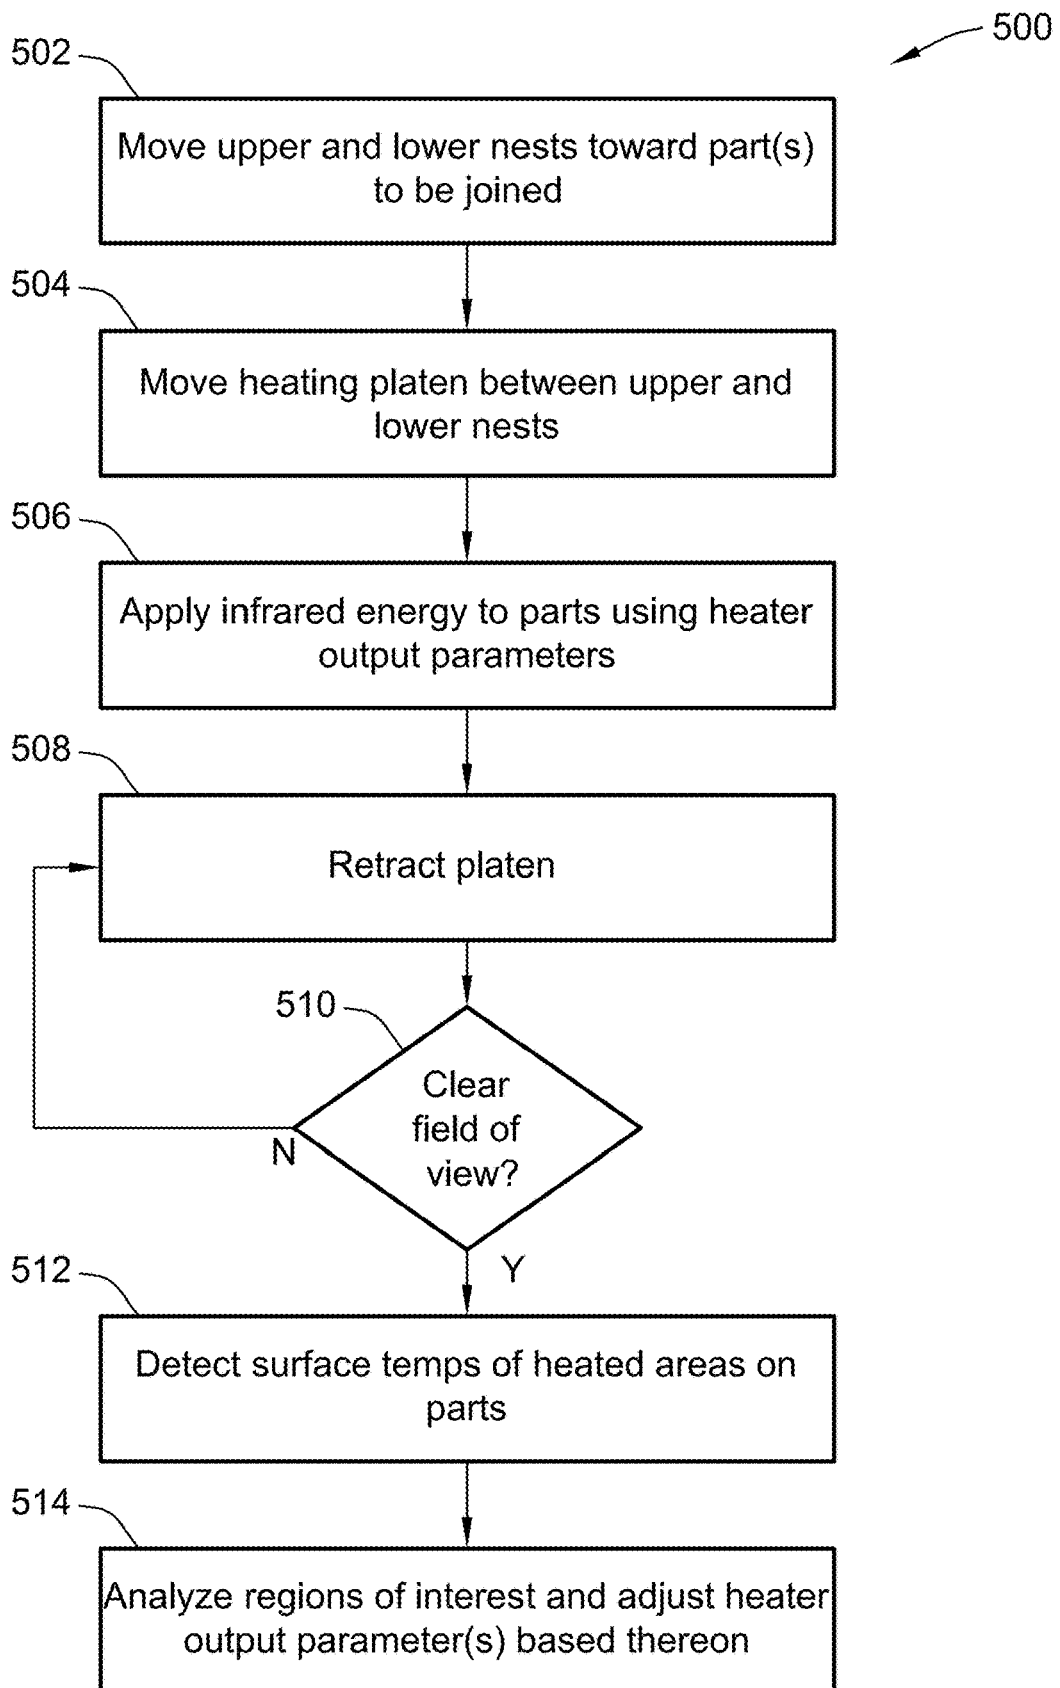 500
502
Move upper and lower nests toward part(s)
to be joined
504
Move heating platen between upper and
lower nests
506
Apply infrared energy to parts using heater
output parameters
508
Retract platen
510
Clear
field of
view?
N
Y
512
Detect surface temps of heated areas on
parts
514
Analyze regions of interest and adjust heater
output parameter(s) based thereon